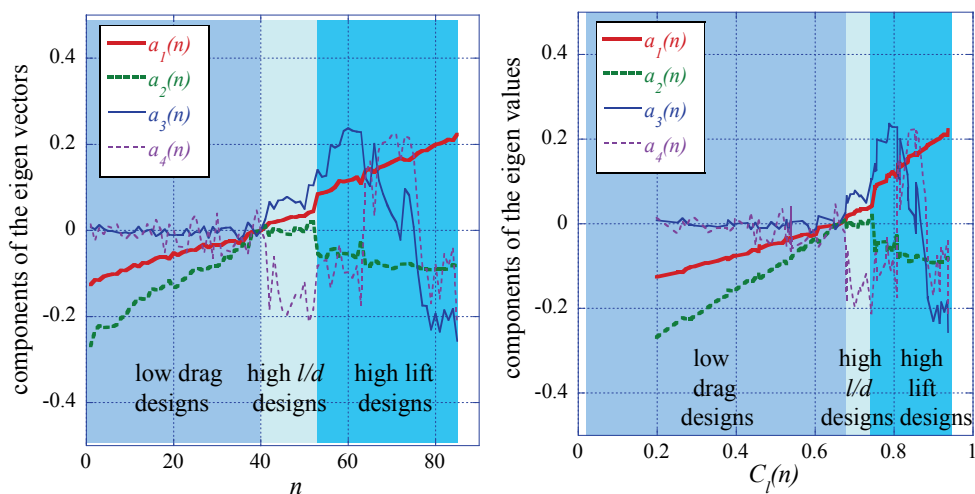 components of the eigen vectors
0.4
0.2
0
-0.2
-0.4
a1(n)
a2(n)
a3(n)
a4(n)
low drag
designs
high l/d
designs
high lift
designs
0 20 40 60 80
n
components of the eigen values
0.4
0.2
0
-0.2
-0.4
a1(n)
a2(n)
a3(n)
a4(n)
low
drag
designs
high
l/d
designs
high
lift
designs
0 0.2 0.4 0.6 0.8 1
Cl(n)